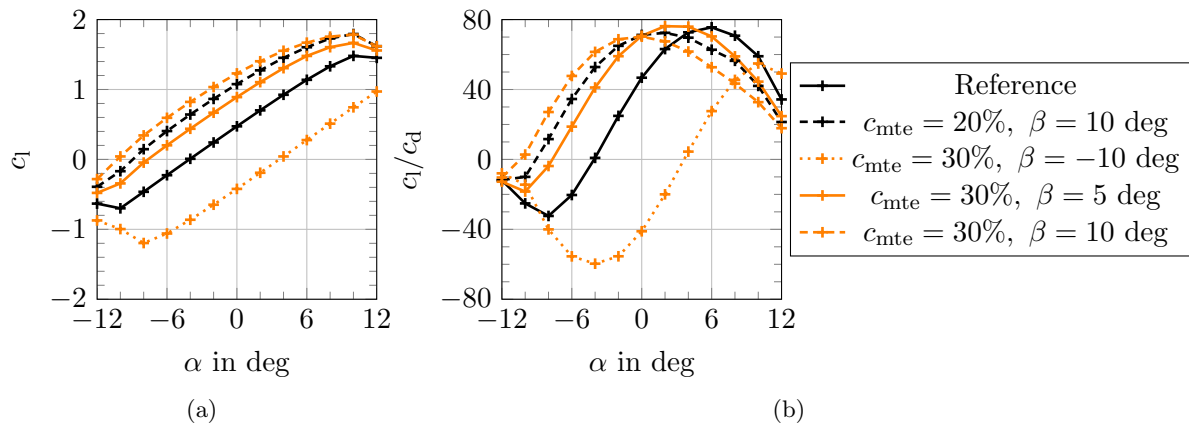 2
1
0
−1
−2
−12
−6
0
6
12
c_l
α in deg
(a)
80
40
0
−40
−80
−12
−6
0
6
12
c_l/c_d
α in deg
(b)
Reference
c_mte = 20%, β = 10 deg
c_mte = 30%, β = −10 deg
c_mte = 30%, β = 5 deg
c_mte = 30%, β = 10 deg